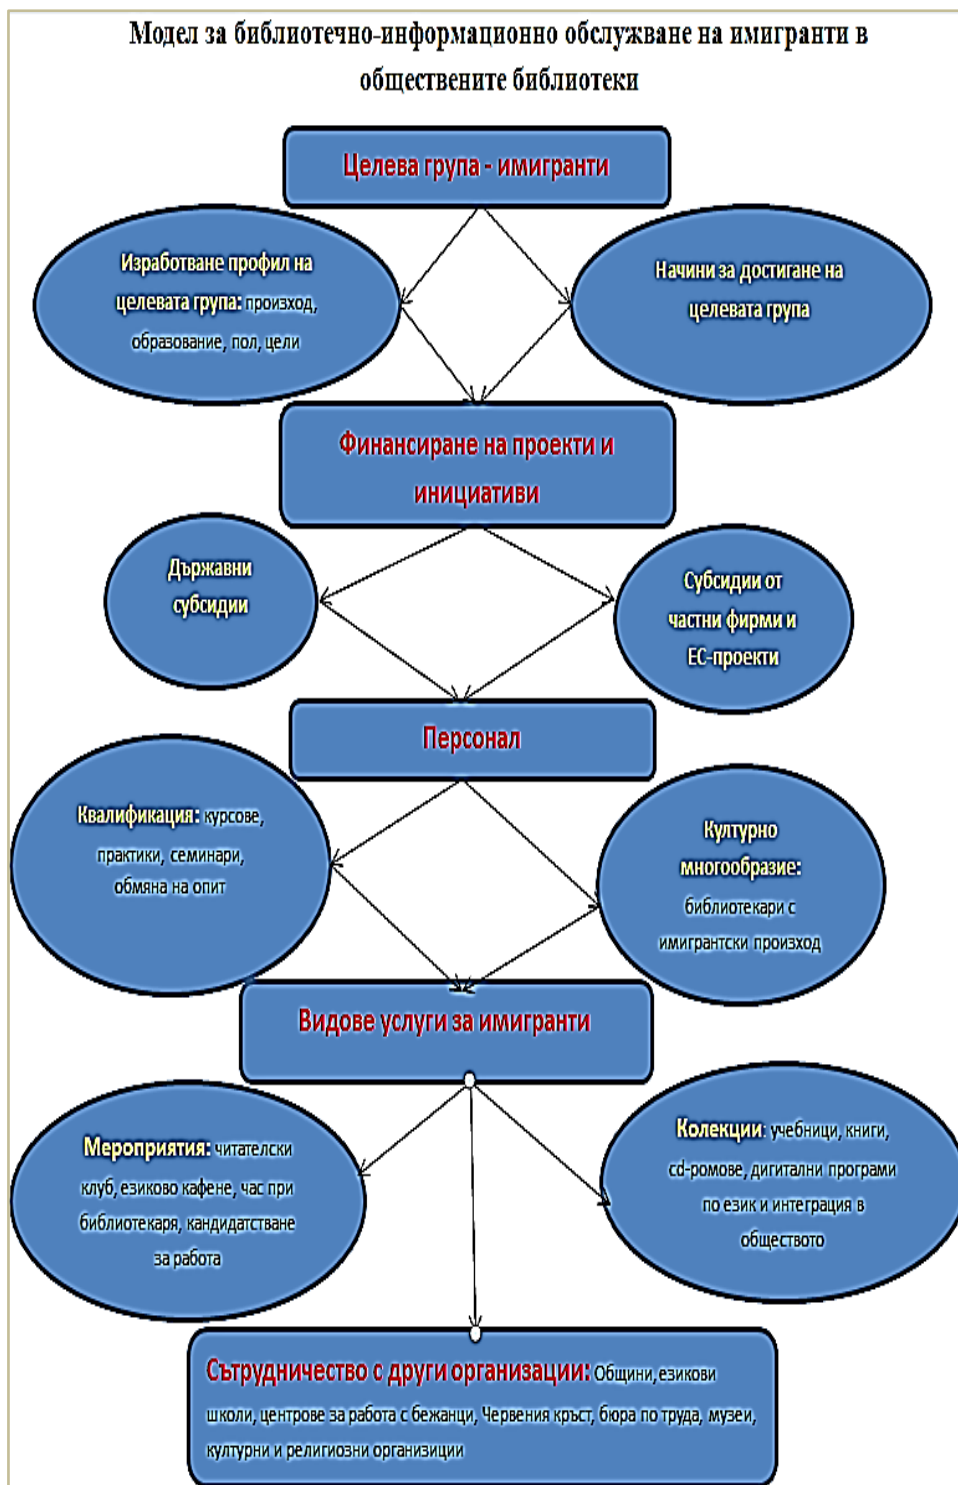 Модел за библиотечно-информационно обслужване на имигранти в
обществените библиотеки
Целева група - имигранти
Изработване профил на
целевата група: произход,
образование, пол, цели
Начини за достигане на
целевата група
Финансиране на проекти и
инициативи
Държавни
субсидии
Субсидии от
частни фирми и
ЕС-проекти
Персонал
Квалификация: курсове,
практики, семинари,
обмяна на опит
Културно
многообразие:
библиотекари с
имигрантски произход
Видове услуги за имигранти
Мероприятия: читателски
клуб, езиково кафене, час при
библиотекаря, кандидатстване
за работа
Колекции: учебници, книги,
cd-ромове, дигитални програми
по език и интеграция в
обществото
Сътрудничество с други организации: Общини, езикови
школи, центрове за работа с бежанци, Червения кръст, бюра по труда, музеи,
културни и религиозни организиции